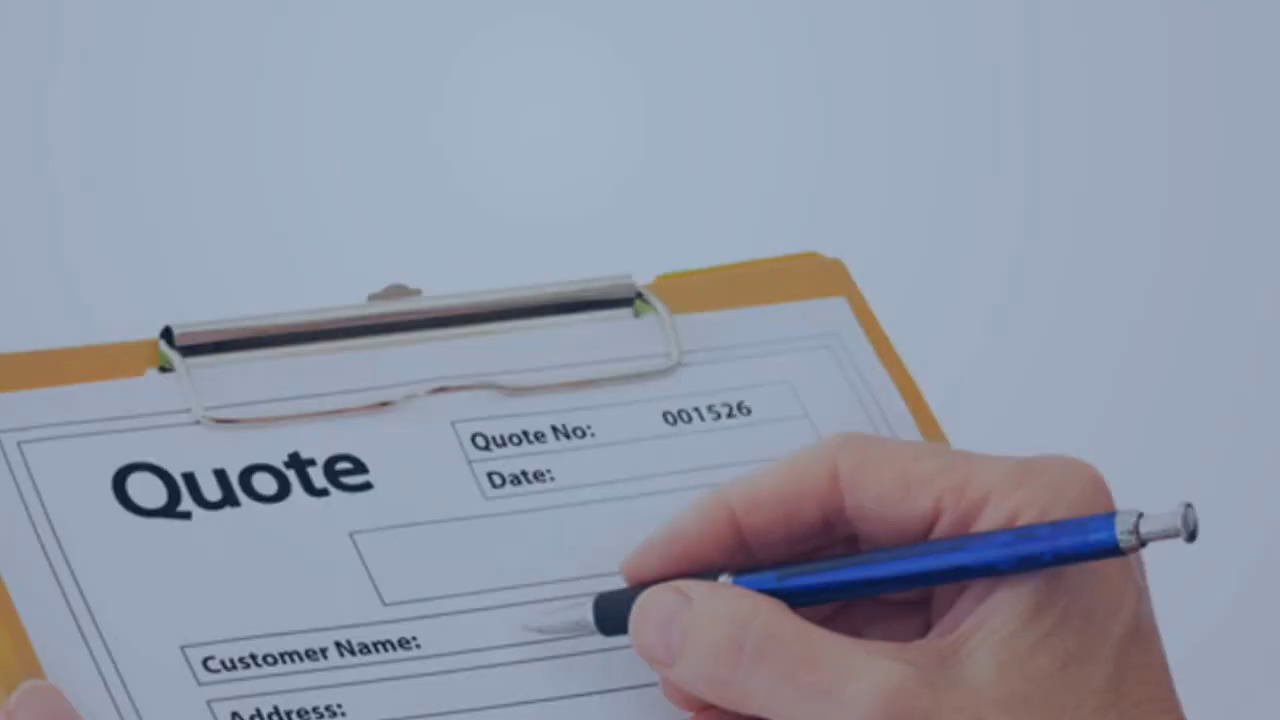 Quote
Quote No: 001526
Date:
Customer Name:
Address: